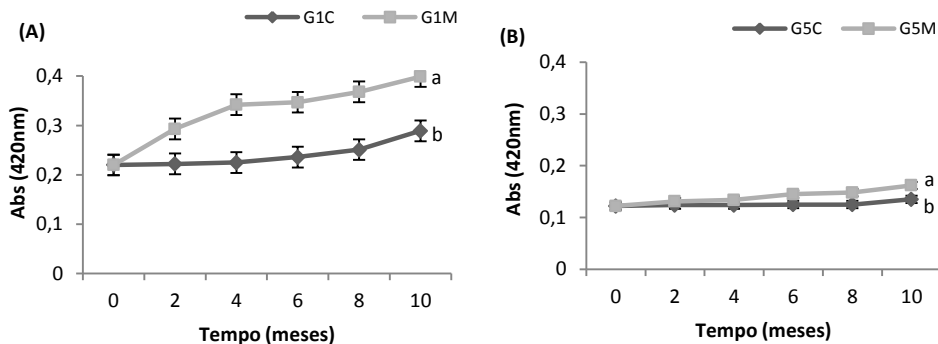 G1C G1M
(A)
0,4
0,3
0,2
0,1
0
a
b
Abs (420nm)
0 2 4 6 8 10
Tempo (meses)
G5C G5M
(B)
0,4
0,3
0,2
0,1
0
a
b
Abs (420nm)
0 2 4 6 8 10
Tempo (meses)